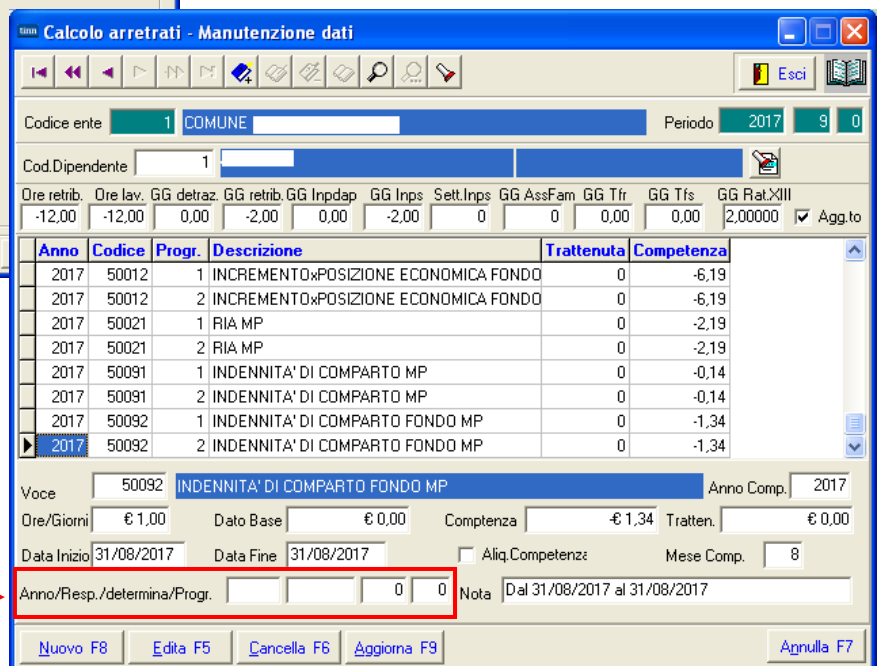 tinn Calcolo arretrati - Manutenzione dati
Esci
Codice ente 1 COMUNE Periodo 2017 9 0
Cod.Dipendente 1
Ore retrib. Ore lav. GG detraz. GG retrib. GG Inpdap GG Inps Sett.Inps GG AssFam GG Tfr GG Tfs GG Rat.XIII
-12,00 -12,00 0,00 -2,00 0,00 -2,00 0 0 0,00 0,00 2,00000 Agg.to
Anno Codice Progr. Descrizione Trattenuta Competenza
2017 50012 1 INCREMENTOxPOSIZIONE ECONOMICA FONDO 0 -6,19
2017 50012 2 INCREMENTOxPOSIZIONE ECONOMICA FONDO 0 -6,19
2017 50021 1 RIA MP 0 -2,19
2017 50021 2 RIA MP 0 -2,19
2017 50091 1 INDENNITA' DI COMPARTO MP 0 -0,14
2017 50091 2 INDENNITA' DI COMPARTO MP 0 -0,14
2017 50092 1 INDENNITA' DI COMPARTO FONDO MP 0 -1,34
2017 50092 2 INDENNITA' DI COMPARTO FONDO MP 0 -1,34
Voce 50092 INDENNITA' DI COMPARTO FONDO MP Anno Comp. 2017
Ore/Giorni € 1,00 Dato Base € 0,00 Comptenza -€ 1,34 Tratten. € 0,00
Data Inizio 31/08/2017 Data Fine 31/08/2017 Aliq.Competenza Mese Comp. 8
Anno/Resp./determina/Progr. 0 0 Nota Dal 31/08/2017 al 31/08/2017
Nuovo F8 Edita F5 Cancella F6 Aggiorna F9 Annulla F7